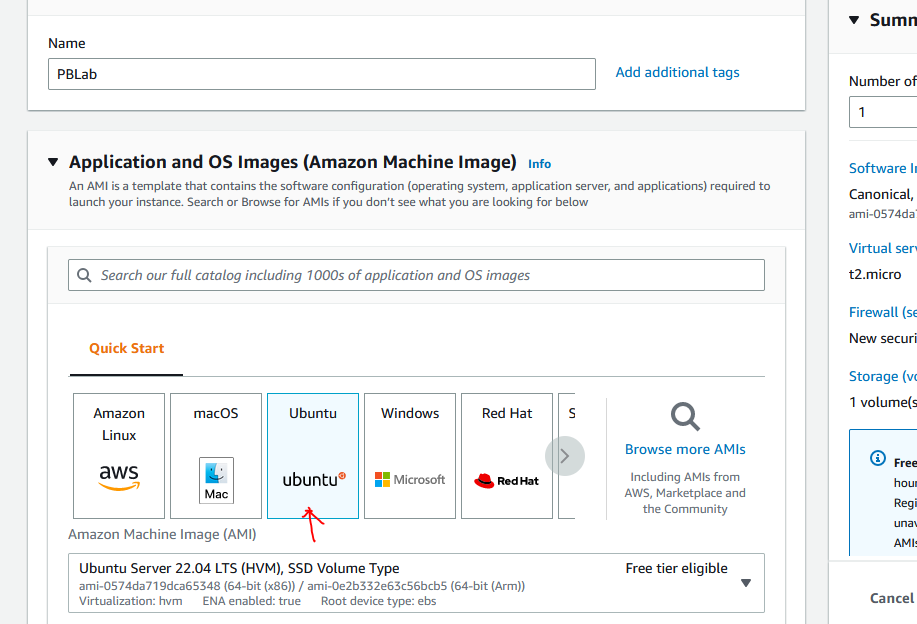 Name
PBLab
Add additional tags
Application and OS Images (Amazon Machine Image) Info
An AMI is a template that contains the software configuration (operating system, application server, and applications) required to
launch your instance. Search or Browse for AMIs if you don't see what you are looking for below
Search our full catalog including 1000s of application and OS images
Quick Start
Amazon
Linux
aws
macOS
Mac
Ubuntu
ubuntu
Windows
Microsoft
Red Hat
Red Hat
S
Browse more AMIs
Including AMIs from
AWS, Marketplace and
the Community
Amazon Machine Image (AMI)
Ubuntu Server 22.04 LTS (HVM), SSD Volume Type
Free tier eligible
ami-0574da719dca65348 (64-bit (x86)) / ami-0e2b332e63c56bcb5 (64-bit (Arm))
Virtualization: hvm ENA enabled: true Root device type: ebs
Summ
Number of
1
Software
Canonical,
ami-0574da
Virtual ser
t2.micro
Firewall (se
New securi
Storage (vo
1 volume(s
Free
hour
Regi
unav
AMIs
Cancel